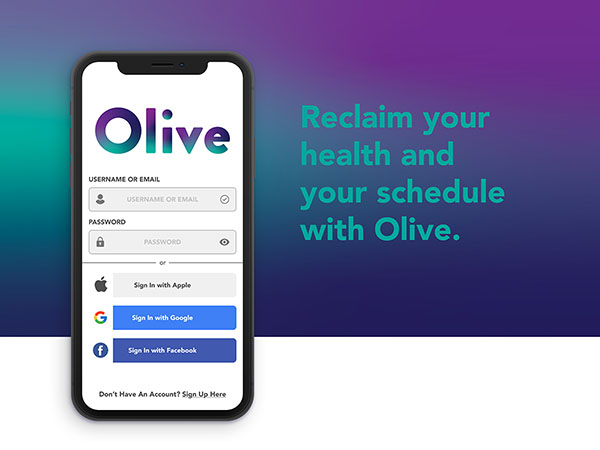 Olive
USERNAME OR EMAIL
USERNAME OR EMAIL
PASSWORD
PASSWORD
or
Sign In with Apple
G
Sign In with Google
f
Sign In with Facebook
Don't Have An Account? Sign Up Here
Reclaim your
health and
your schedule
with Olive.